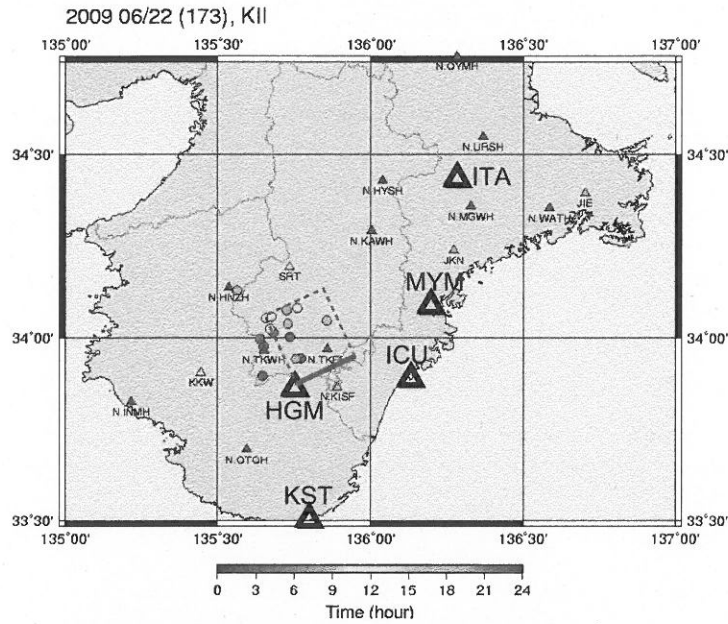 2009 06/22 (173), KII
135°00' 135°30' 136°00' 136°30' 137°00'
N.OYMH
N.URSH
34°30' 34°30'
ITA
N.HYSH
JIE
N.MGWH N.WATH
N.KAWH
JKN
SRT
MYM
N.HNZH
34°00' 34°00'
N.TKWH
ICU
KKW
N.KISF
HGM
N.INMH
N.OTOH
KST
33°30' 33°30'
135°00' 135°30' 136°00' 136°30' 137°00'
0 3 6 9 12 15 18 21 24
Time (hour)